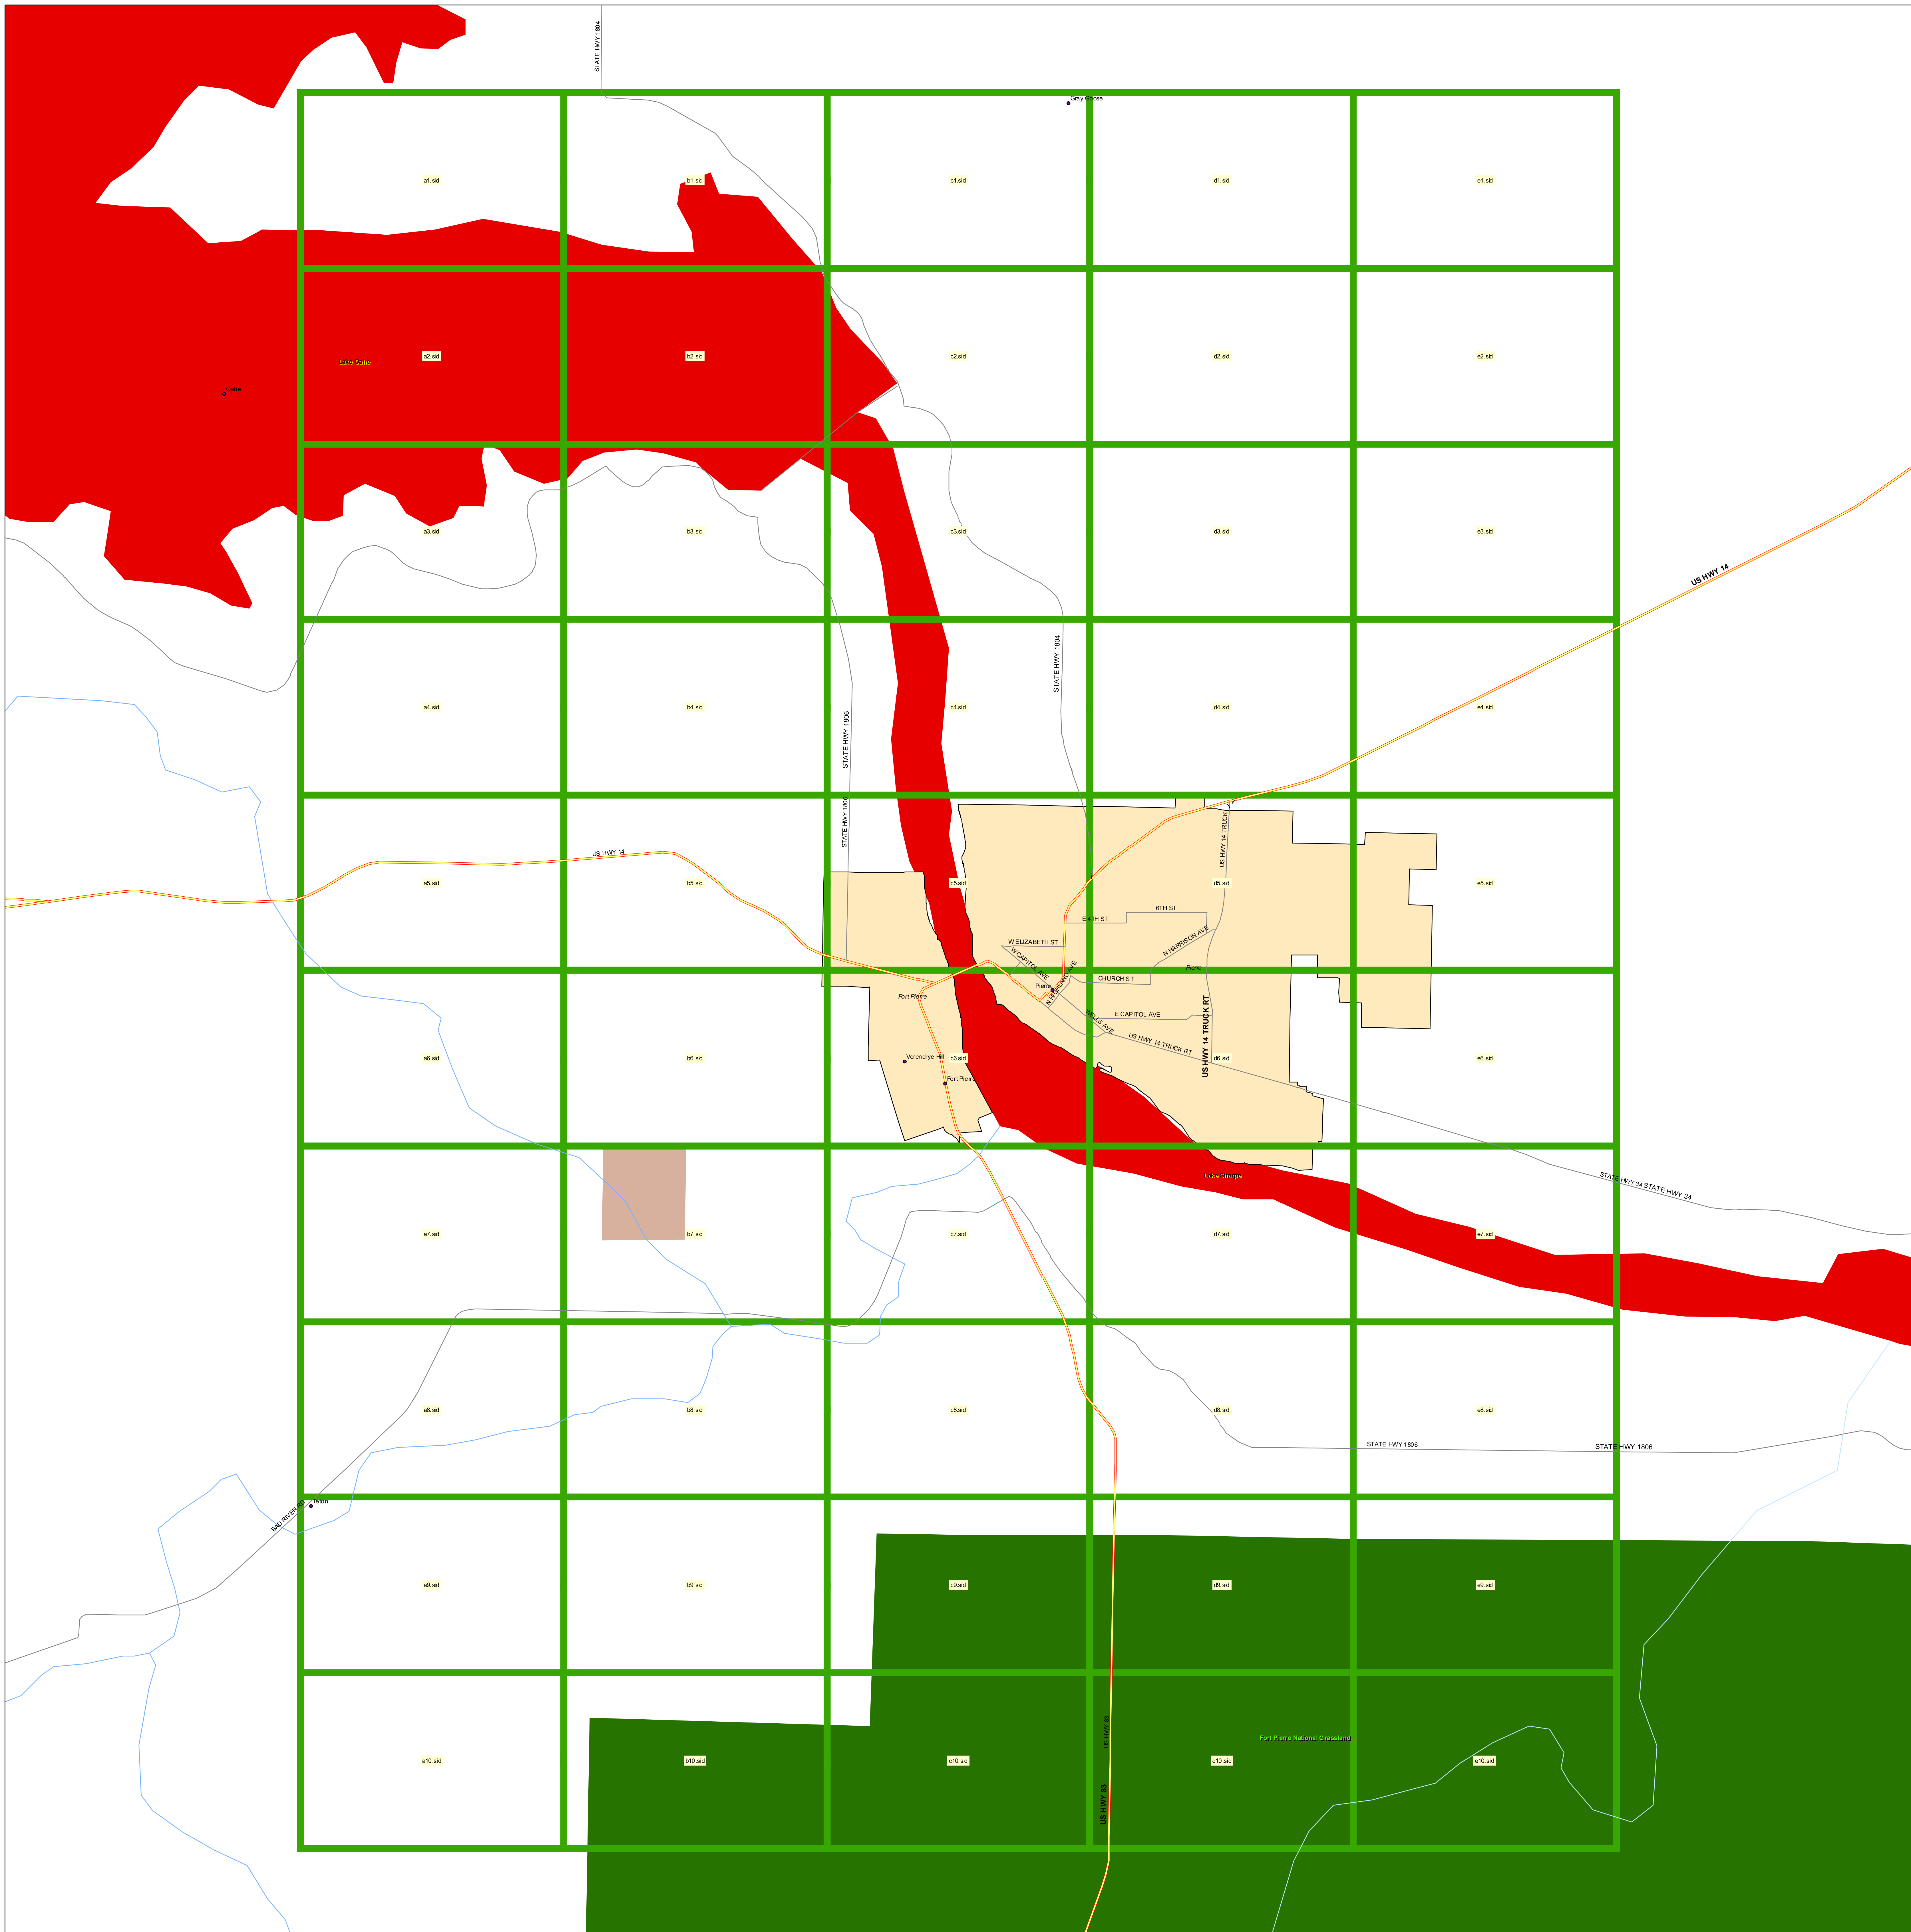 STATE HWY 1804
Gray Goose
a1.sid
b1.sid
c1.sid
d1.sid
e1.sid
Lake Oahe
a2.sid
b2.sid
c2.sid
d2.sid
e2.sid
Oahe
a3.sid
b3.sid
c3.sid
d3.sid
e3.sid
US HWY 14
STATE HWY 1804
a4.sid
b4.sid
c4.sid
d4.sid
e4.sid
STATE HWY 1806
STATE HWY 1806
US HWY 14
US HWY 14 TRUCK
a5.sid
b5.sid
c5.sid
d5.sid
e5.sid
6TH ST
E 4TH ST
W ELIZABETH ST
N HARRISON AVE
W CAPITOL AVE
N HIGHLAND AVE
Pierre
CHURCH ST
Pierre
Fort Pierre
E CAPITOL AVE
WELLS AVE
US HWY 14 TRUCK RT
US HWY 14 TRUCK RT
Verendrye Hill
a6.sid
b6.sid
c6.sid
d6.sid
e6.sid
Fort Pierre
Lake Sharpe
STATE HWY 34
STATE HWY 34
a7.sid
b7.sid
c7.sid
d7.sid
e7.sid
a8.sid
b8.sid
c8.sid
d8.sid
e8.sid
STATE HWY 1806
STATE HWY 1806
Teton
BAD RIVER RD
a9.sid
b9.sid
c9.sid
d9.sid
e9.sid
US HWY 83
Fort Pierre National Grassland
a10.sid
b10.sid
c10.sid
d10.sid
e10.sid
US HWY 83